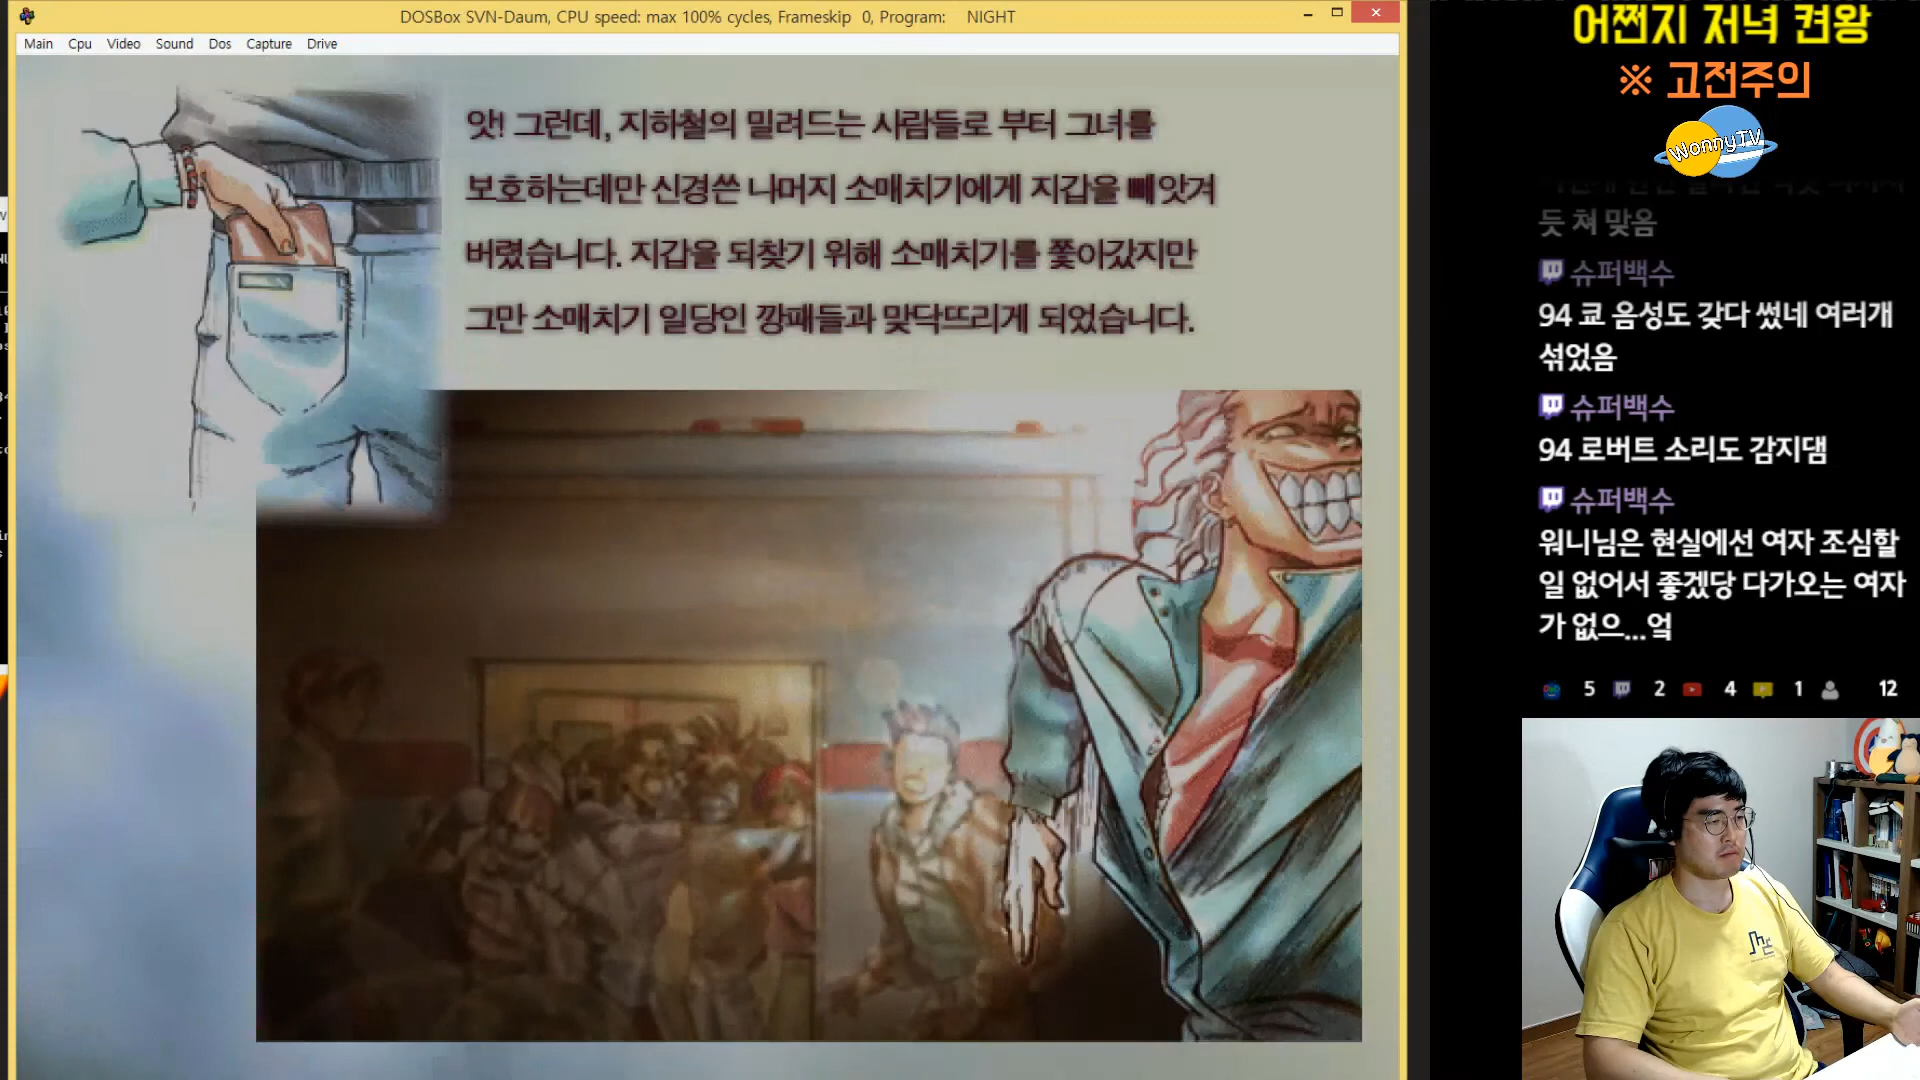 DOSBox SVN-Daum, CPU speed: max 100% cycles, Frameskip 0, Program: NIGHT
Main Cpu Video Sound Dos Capture Drive
앗! 그런데, 지하철의 밀려드는 사람들로 부터 그녀를
보호하는데만 신경쓴 나머지 소매치기에게 지갑을 빼앗겨
버렸습니다. 지갑을 되찾기 위해 소매치기를 쫓아갔지만
그만 소매치기 일당인 깡패들과 맞닥뜨리게 되었습니다.
어쩐지 저녁 켠왕
※ 고전주의
WonnyTV
듯 쳐 맞옴
슈퍼백수
94 쿄 음성도 갖다 썼네 여러개
섞었음
슈퍼백수
94 로버트 소리도 감지댐
슈퍼백수
워니님은 현실에선 여자 조심할
일 없어서 좋겠당 다가오는 여자
가 없으...억
5 2 4 1 12